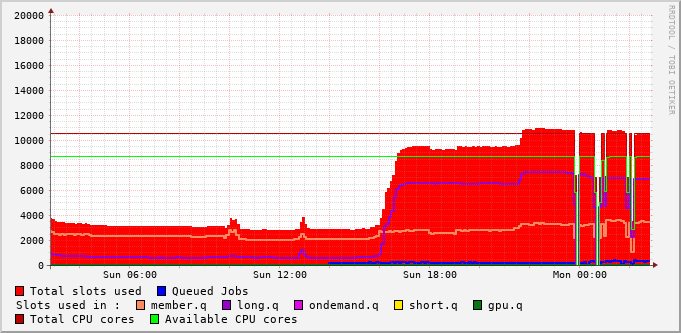 20000
18000
16000
14000
12000
10000
8000
6000
4000
2000
0
Sun 06:00 Sun 12:00 Sun 18:00 Mon 00:00
RRDTOOL / TOBI OETIKER
Total slots used Queued Jobs
Slots used in : member.q long.q ondemand.q short.q gpu.q
Total CPU cores Available CPU cores